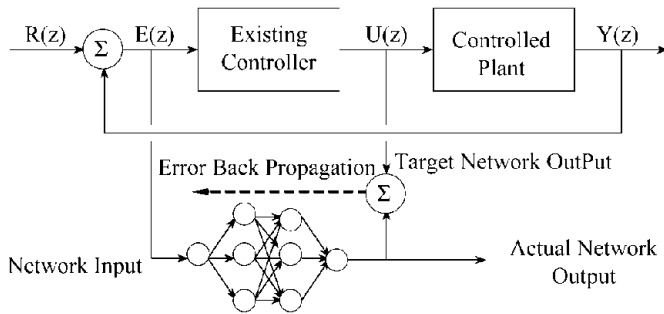 R(z)
Σ
E(z)
Existing
Controller
U(z)
Controlled
Plant
Y(z)
Error Back Propagation
Target Network OutPut
Σ
Network Input
Actual Network
Output